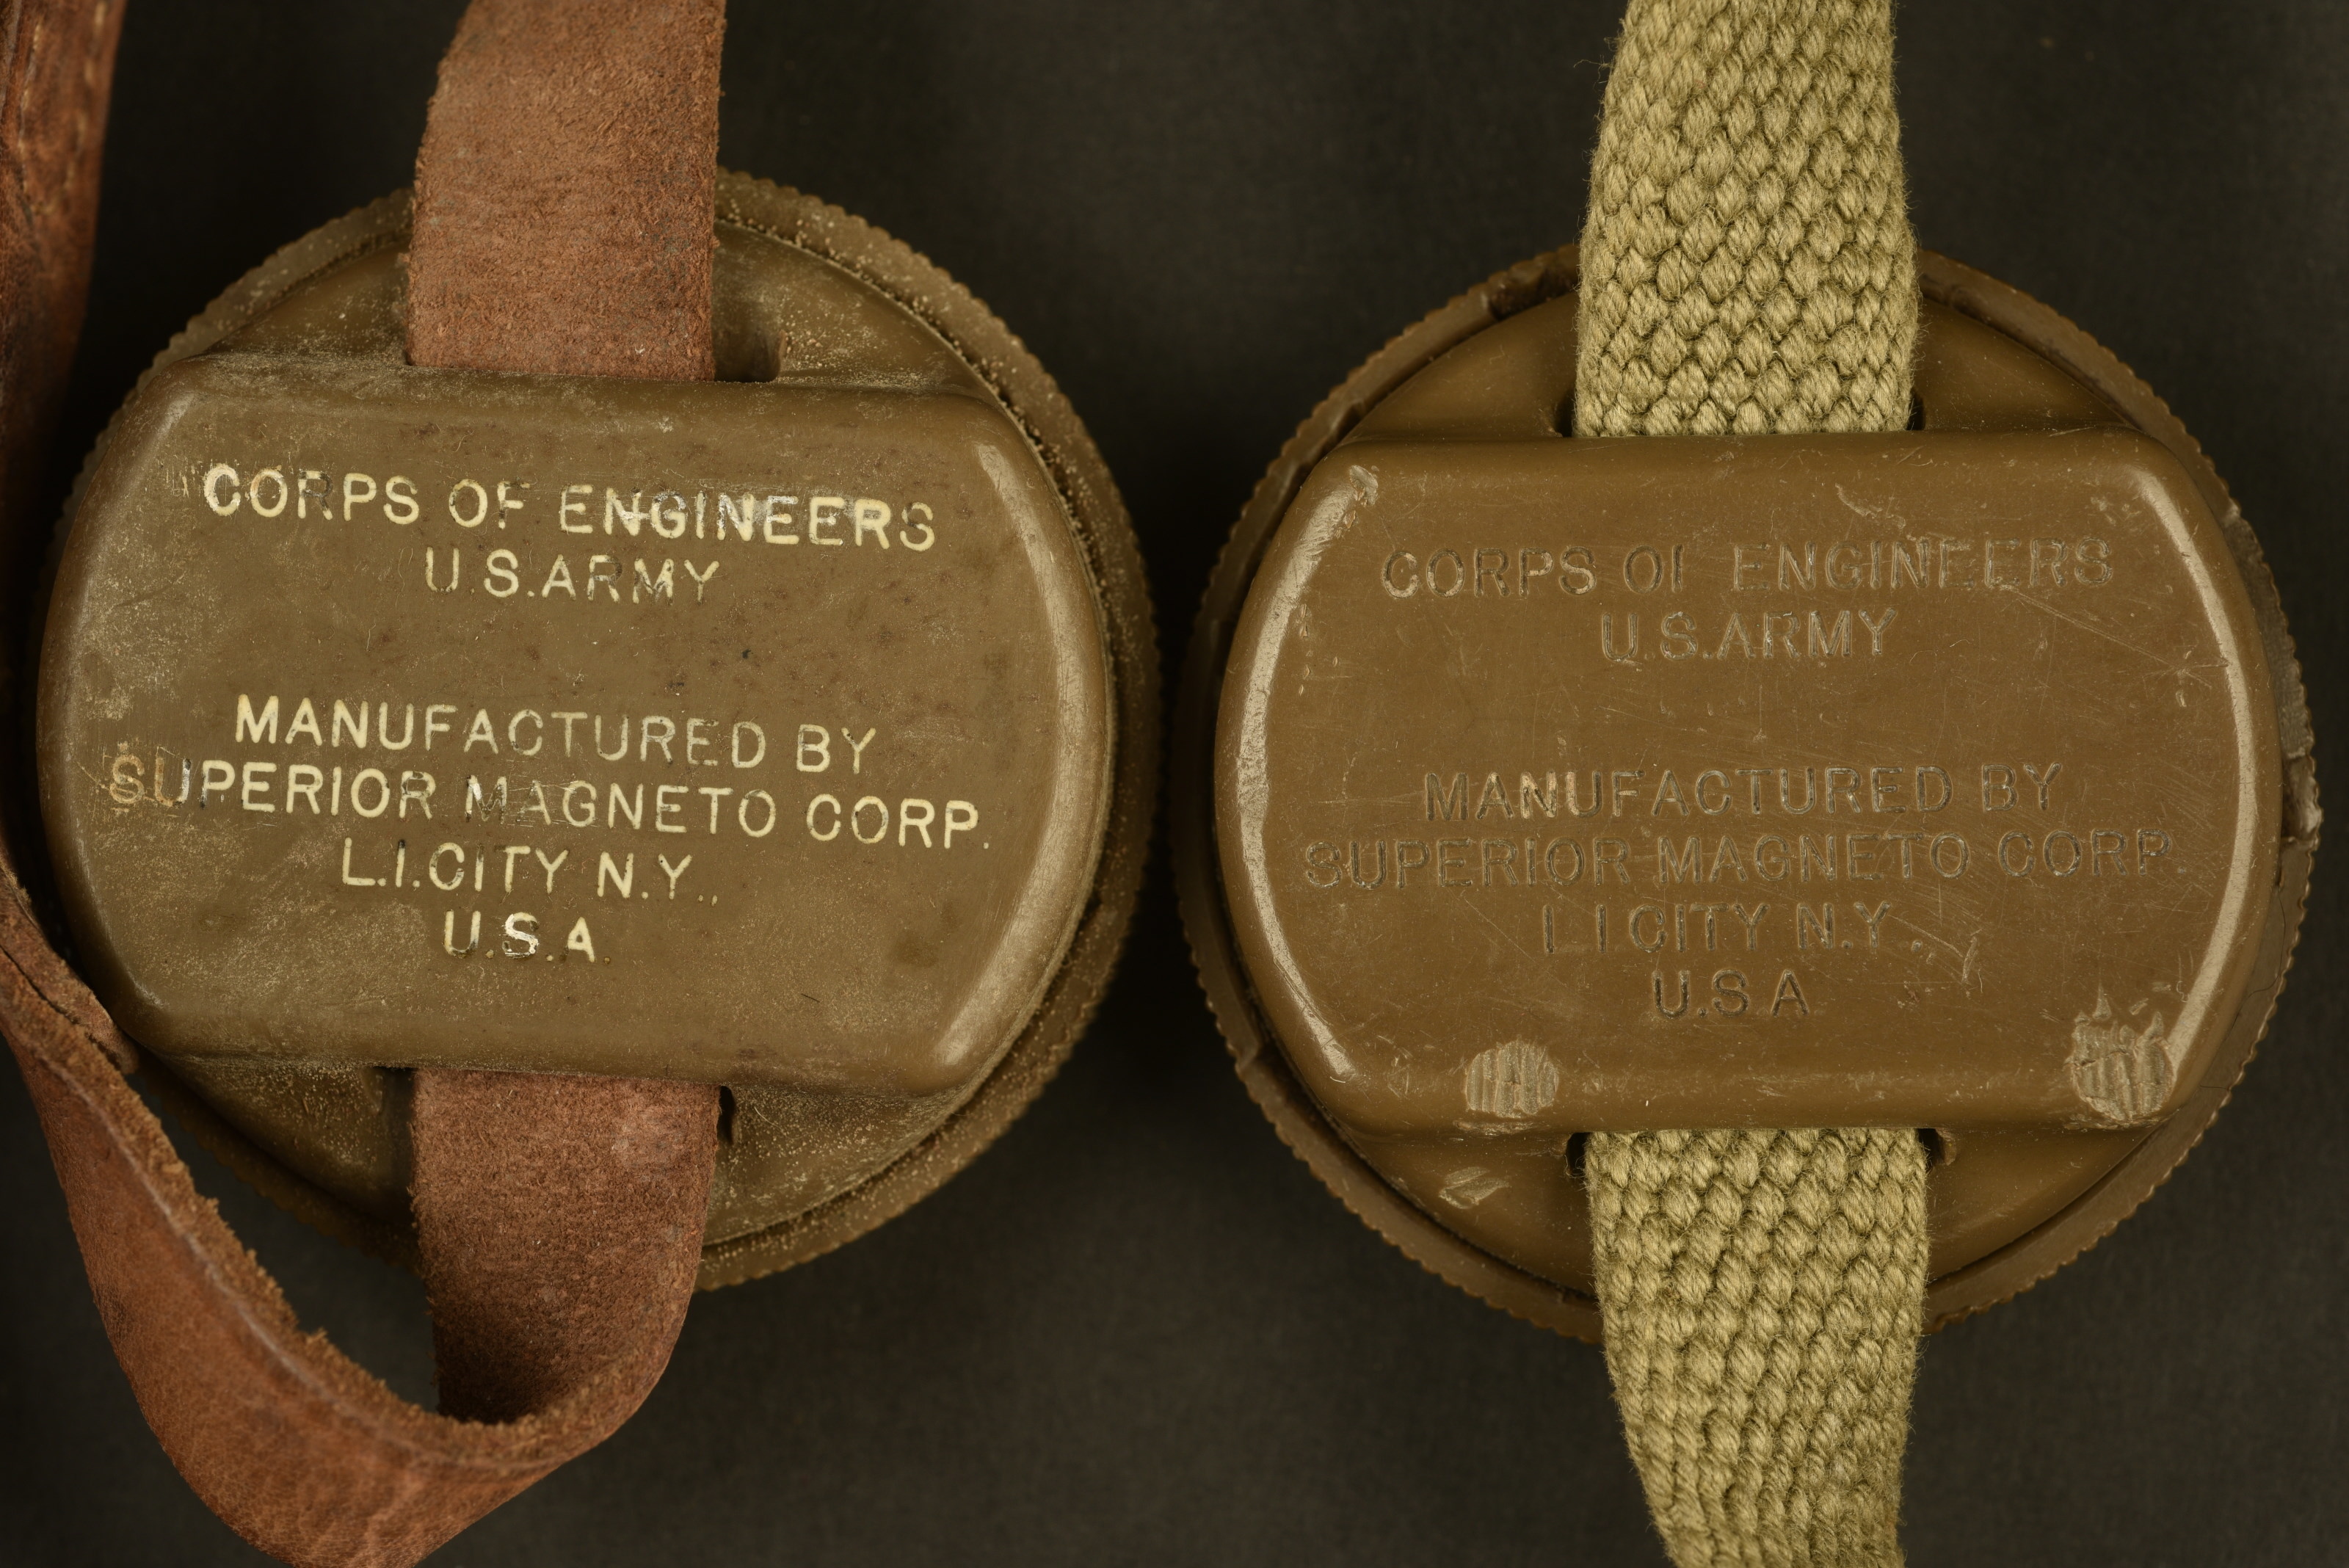 CORPS OF ENGINEERS
U.S.ARMY
MANUFACTURED BY
SUPERIOR MAGNETO CORP.
L.I.CITY N.Y.,
U.S.A.
CORPS OF ENGINEERS
U.S.ARMY
MANUFACTURED BY
SUPERIOR MAGNETO CORP.
L.I.CITY N.Y.,
U.S.A